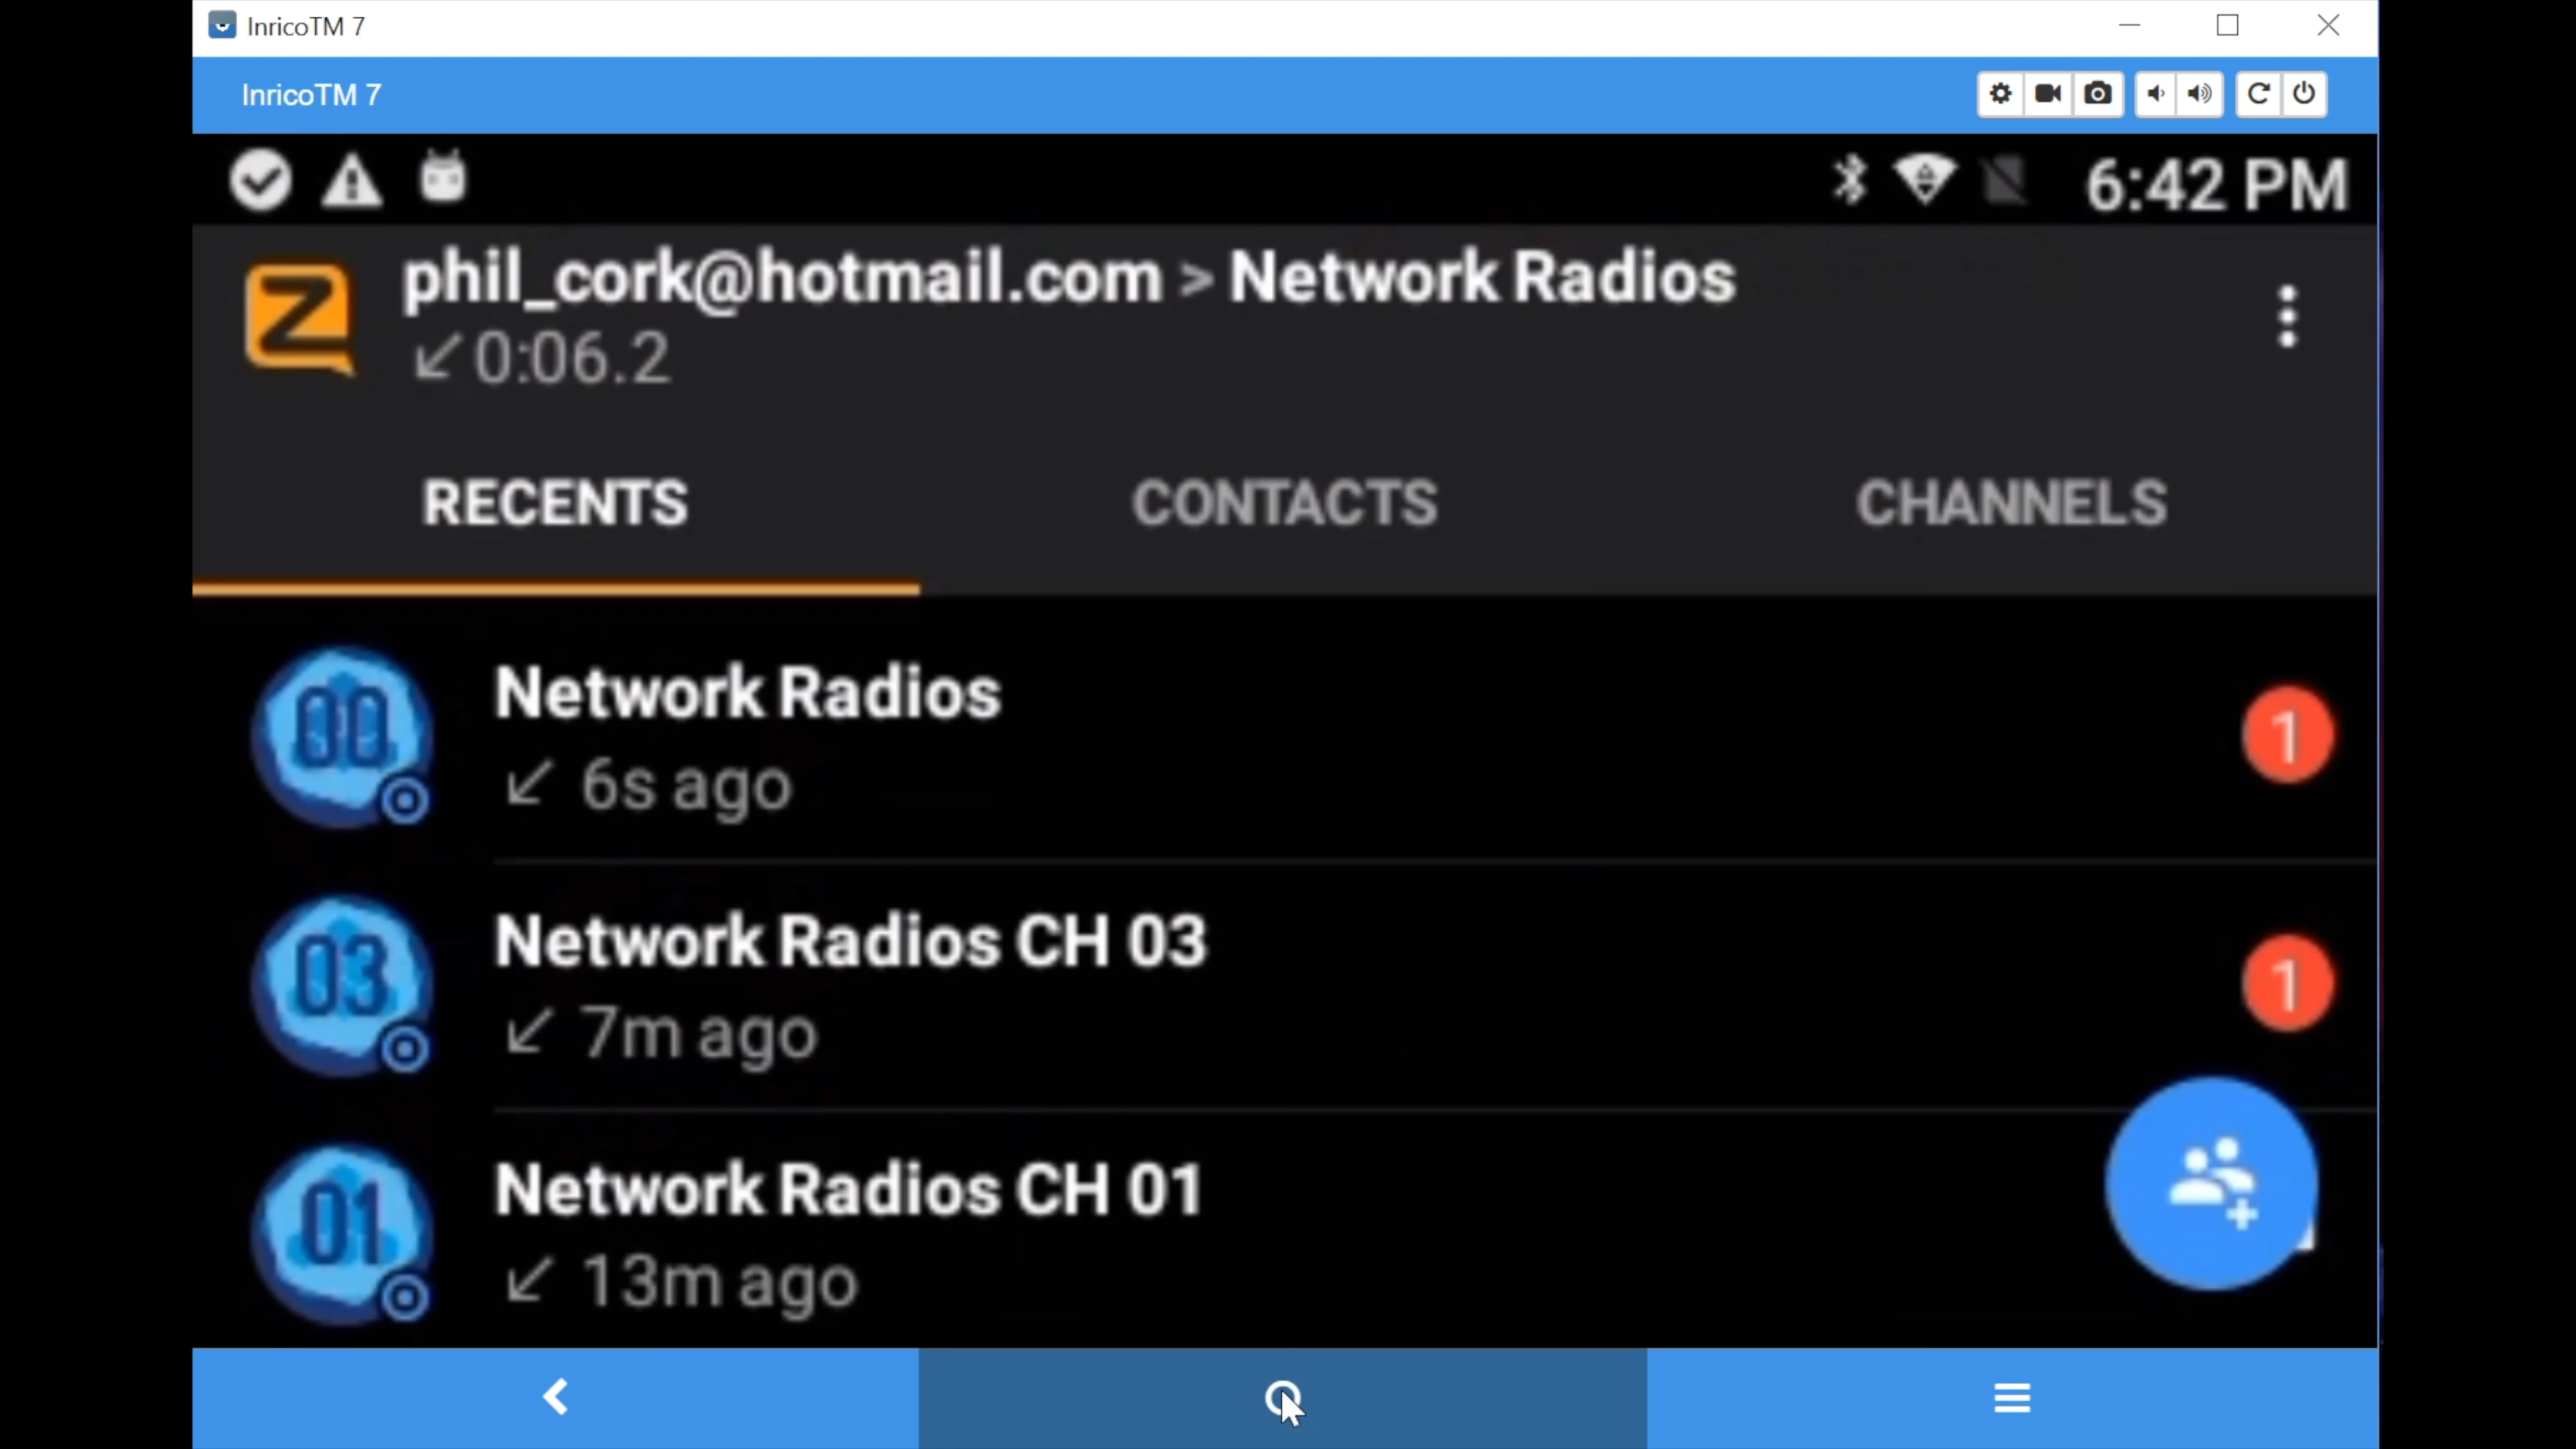 InricoTM 7
InricoTM 7
6:42 PM
phil_cork@hotmail.com > Network Radios
0:06.2
RECENTS CONTACTS CHANNELS
00 Network Radios 1
6s ago
03 Network Radios CH 03 1
7m ago
01 Network Radios CH 01
13m ago